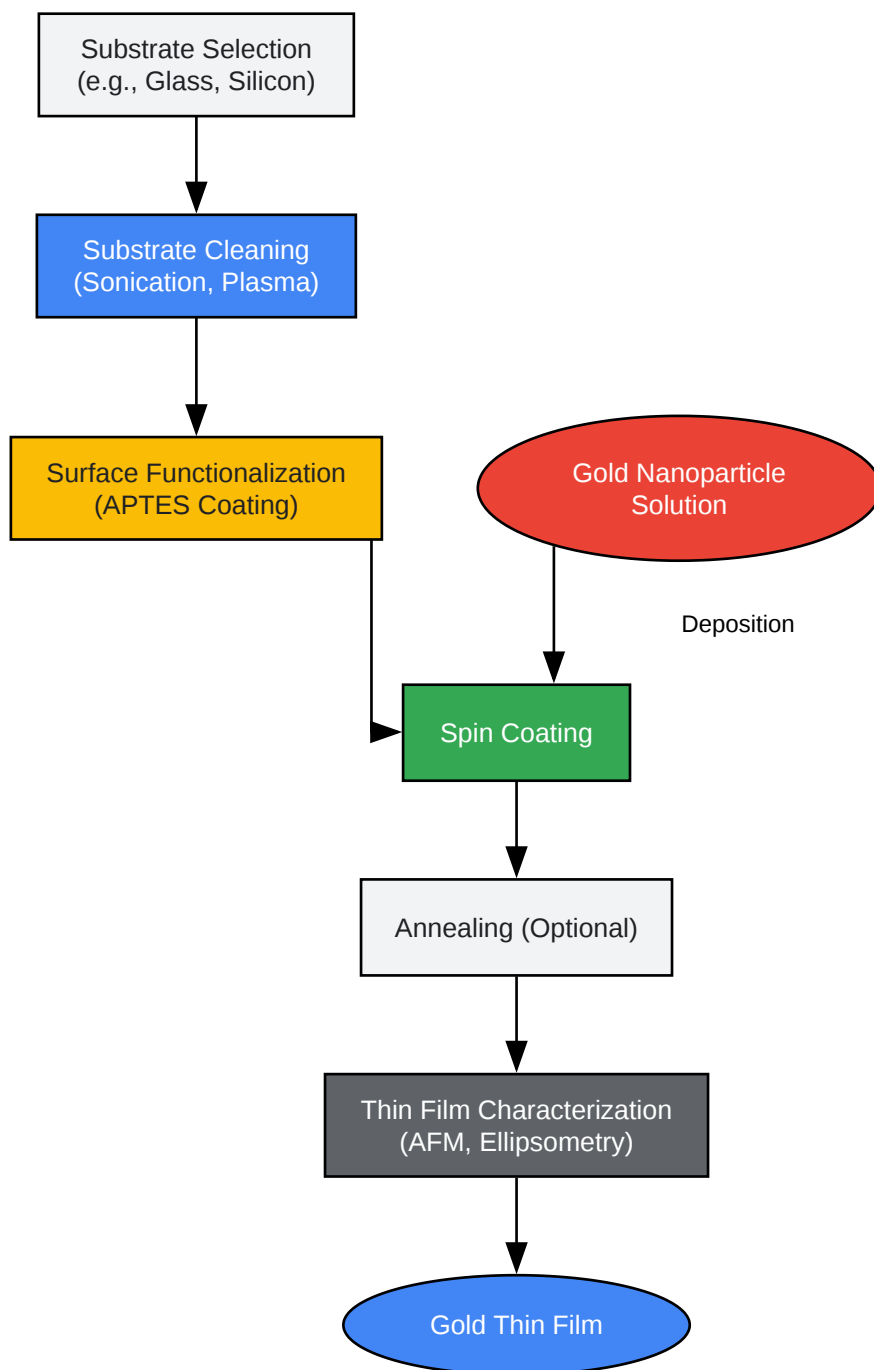 Substrate Selection
(e.g., Glass, Silicon)
Substrate Cleaning
(Sonication, Plasma)
Surface Functionalization
(APTES Coating)
Gold Nanoparticle
Solution
Deposition
Spin Coating
Annealing (Optional)
Thin Film Characterization
(AFM, Ellipsometry)
Gold Thin Film